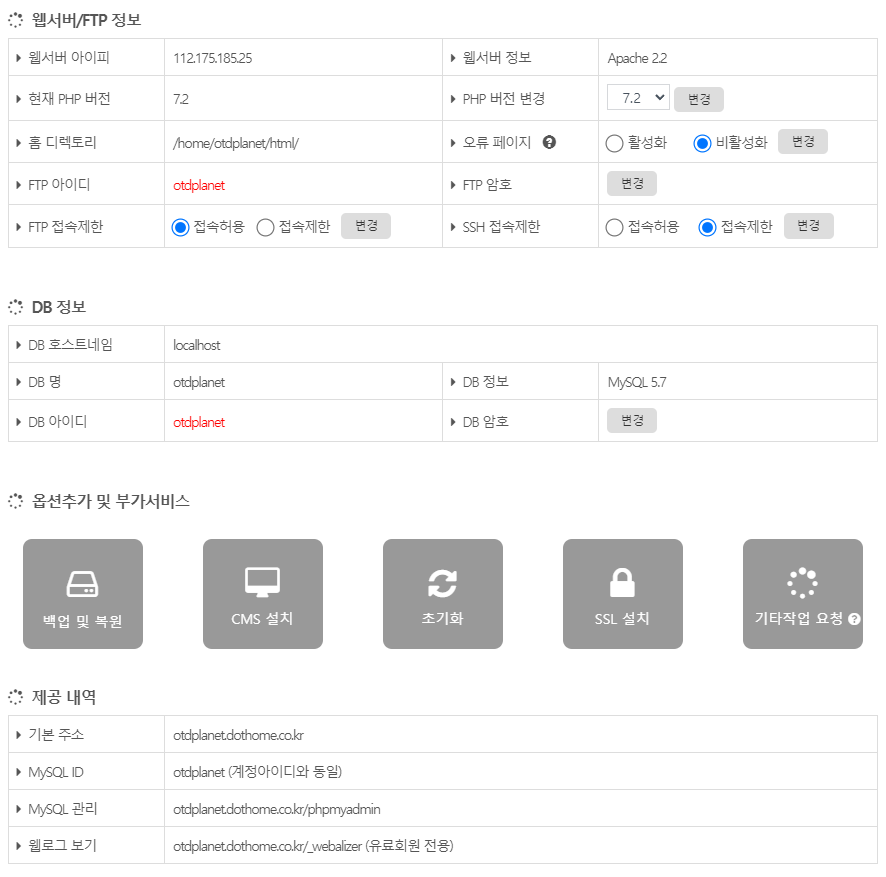 웹서버/FTP 정보
웹서버 아이피 112.175.185.25 웹서버 정보 Apache 2.2
현재 PHP 버전 7.2 PHP 버전 변경 7.2 변경
홈 디렉토리 /home/otdplanet/html/ 오류 페이지 ? 활성화 비활성화 변경
FTP 아이디 otdplanet FTP 암호 변경
FTP 접속제한 접속허용 접속제한 변경 SSH 접속제한 접속허용 접속제한 변경
DB 정보
DB 호스트네임 localhost
DB 명 otdplanet DB 정보 MySQL 5.7
DB 아이디 otdplanet DB 암호 변경
옵션추가 및 부가서비스
백업 및 복원 CMS 설치 초기화 SSL 설치 기타작업 요청 ?
제공 내역
기본 주소 otdplanet.dothome.co.kr
MySQL ID otdplanet (계정아이디와 동일)
MySQL 관리 otdplanet.dothome.co.kr/phpmyadmin
웹로그 보기 otdplanet.dothome.co.kr/_webalizer (유료회원 전용)